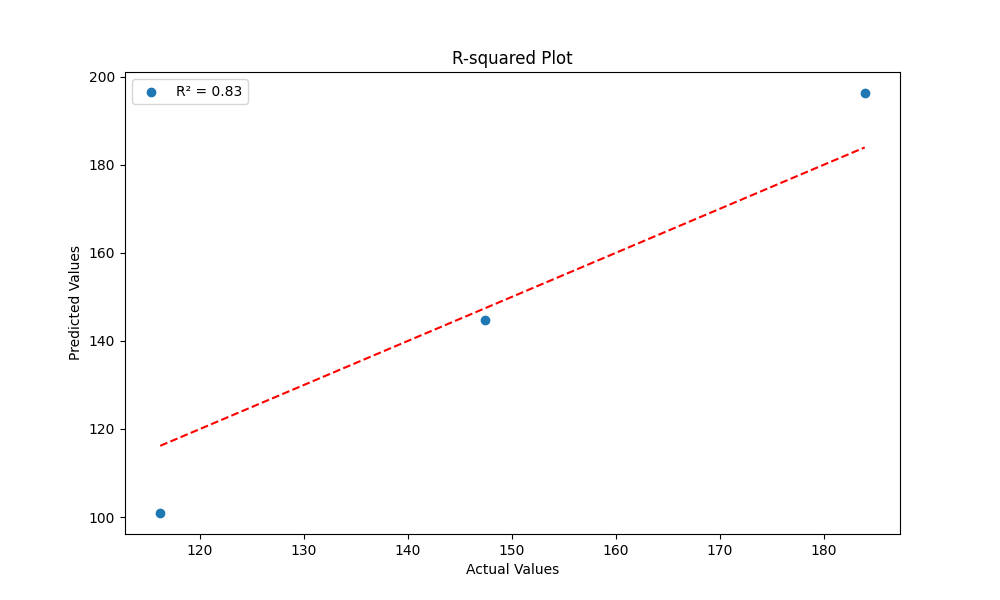 R-squared Plot
R² = 0.83
200
180
160
140
120
100
Predicted Values
120 130 140 150 160 170 180
Actual Values